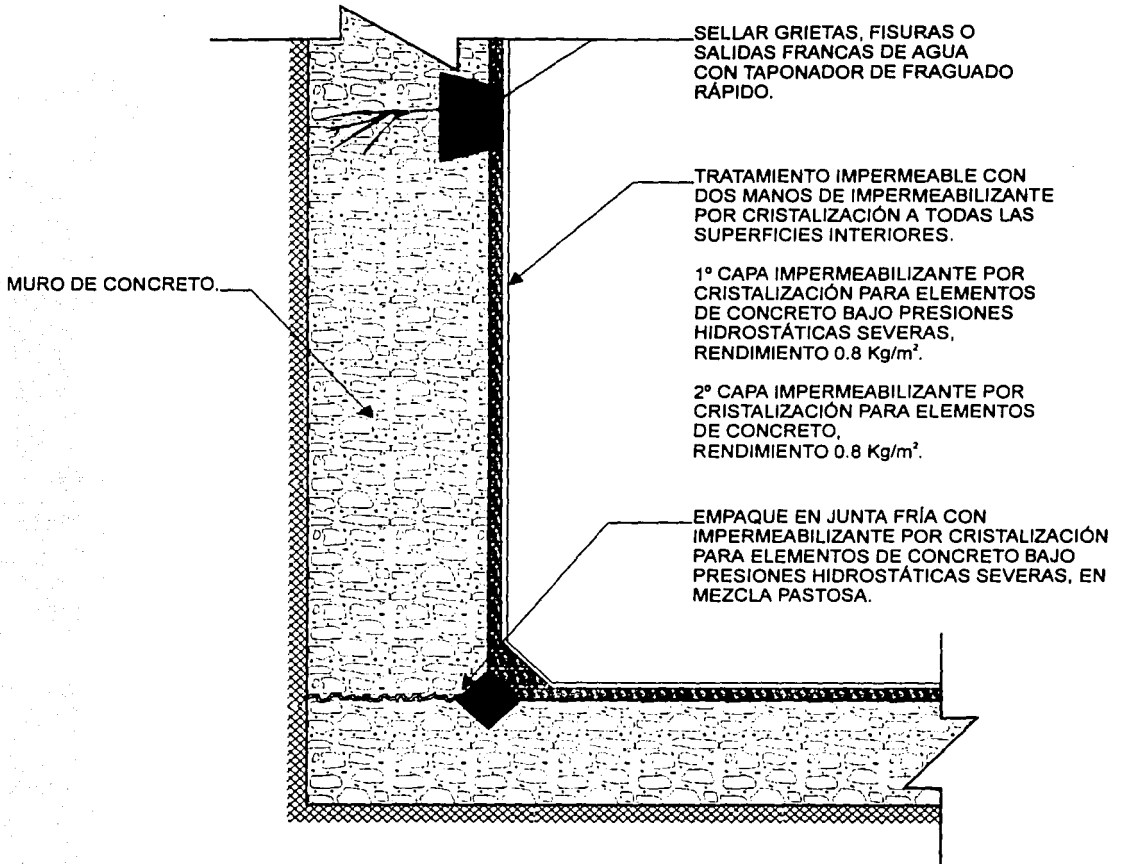 SELLAR GRIETAS, FISURAS O
SALIDAS FRANCAS DE AGUA
CON TAPONADOR DE FRAGUADO
RÁPIDO.
TRATAMIENTO IMPERMEABLE CON
DOS MANOS DE IMPERMEABILIZANTE
POR CRISTALIZACIÓN A TODAS LAS
SUPERFICIES INTERIORES.
1º CAPA IMPERMEABILIZANTE POR
CRISTALIZACIÓN PARA ELEMENTOS
DE CONCRETO BAJO PRESIONES
HIDROSTÁTICAS SEVERAS,
RENDIMIENTO 0.8 Kg/m².
2º CAPA IMPERMEABILIZANTE POR
CRISTALIZACIÓN PARA ELEMENTOS
DE CONCRETO,
RENDIMIENTO 0.8 Kg/m².
MURO DE CONCRETO.
EMPAQUE EN JUNTA FRÍA CON
IMPERMEABILIZANTE POR CRISTALIZACIÓN
PARA ELEMENTOS DE CONCRETO BAJO
PRESIONES HIDROSTÁTICAS SEVERAS, EN
MEZCLA PASTOSA.